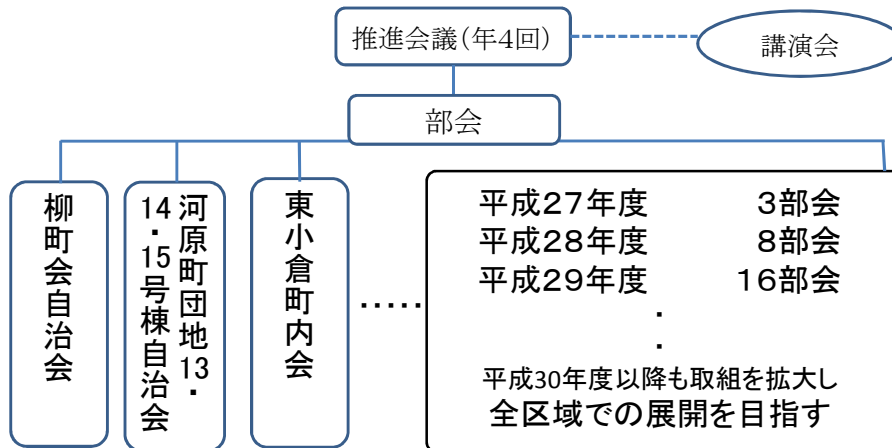 推進会議(年4回)
講演会
部会
柳町会自治会
河原町団地13・
14・15号棟自治会
東小倉町内会
・・・・・
平成27年度 3部会
平成28年度 8部会
平成29年度 16部会
・
・
平成30年度以降も取組を拡大し
全区域での展開を目指す